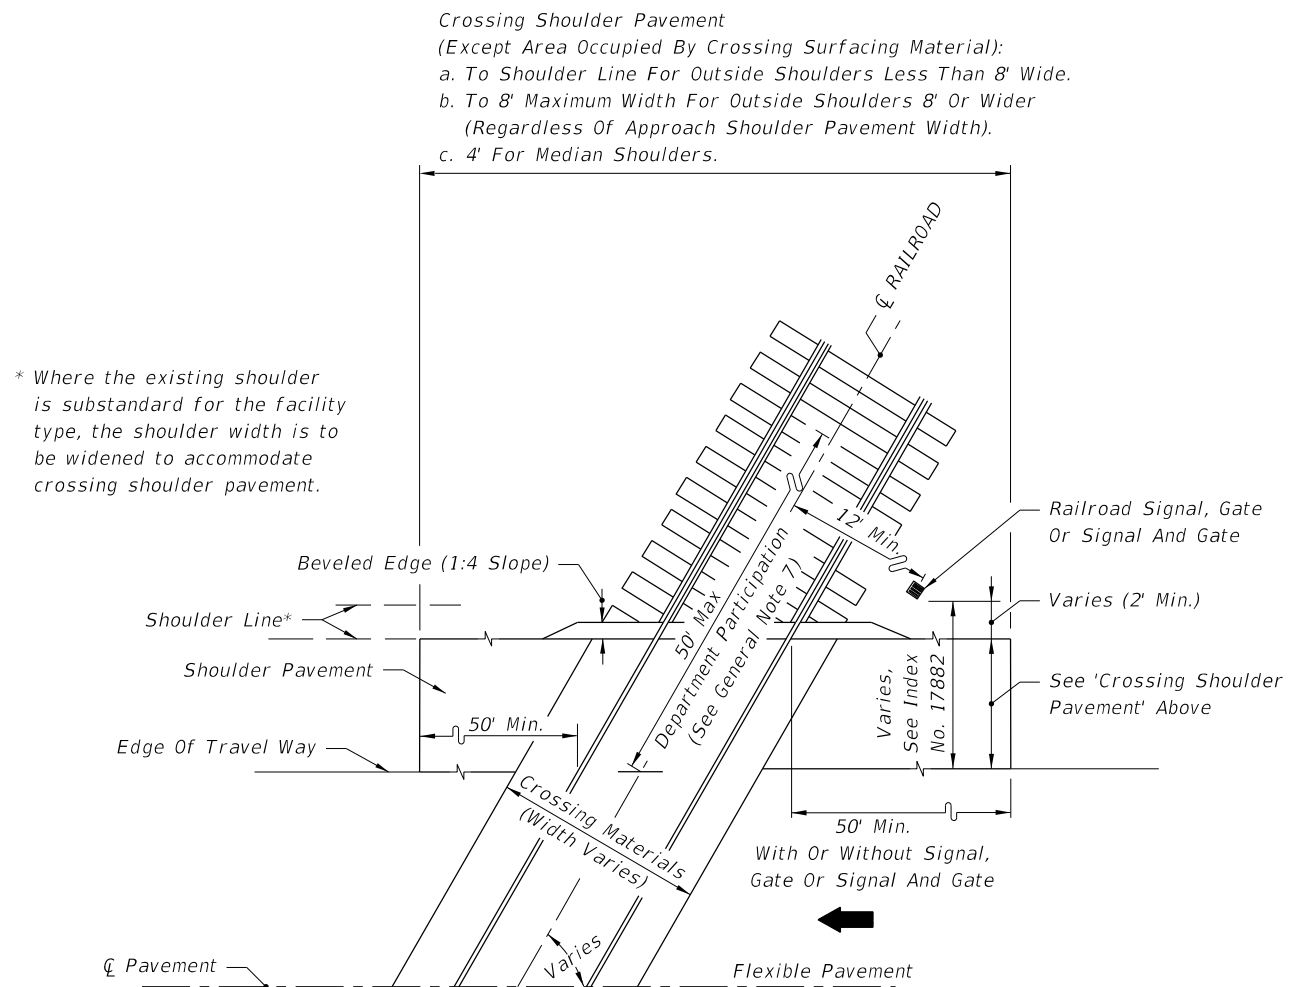 Crossing Shoulder Pavement
(Except Area Occupied By Crossing Surfacing Material):
a. To Shoulder Line For Outside Shoulders Less Than 8' Wide.
b. To 8' Maximum Width For Outside Shoulders 8' Or Wider
(Regardless Of Approach Shoulder Pavement Width).
c. 4' For Median Shoulders.
℄ RAILROAD
* Where the existing shoulder
is substandard for the facility
type, the shoulder width is to
be widened to accommodate
crossing shoulder pavement.
Railroad Signal, Gate
Or Signal And Gate
12' Min.
Beveled Edge (1:4 Slope)
Varies (2' Min.)
Shoulder Line*
50' Max
Department Participation
(See General Note 7)
Shoulder Pavement
Varies,
See Index
No. 17882
See 'Crossing Shoulder
Pavement' Above
50' Min.
Edge Of Travel Way
Crossing Materials
(Width Varies)
50' Min.
With Or Without Signal,
Gate Or Signal And Gate
Varies
℄ Pavement
Flexible Pavement